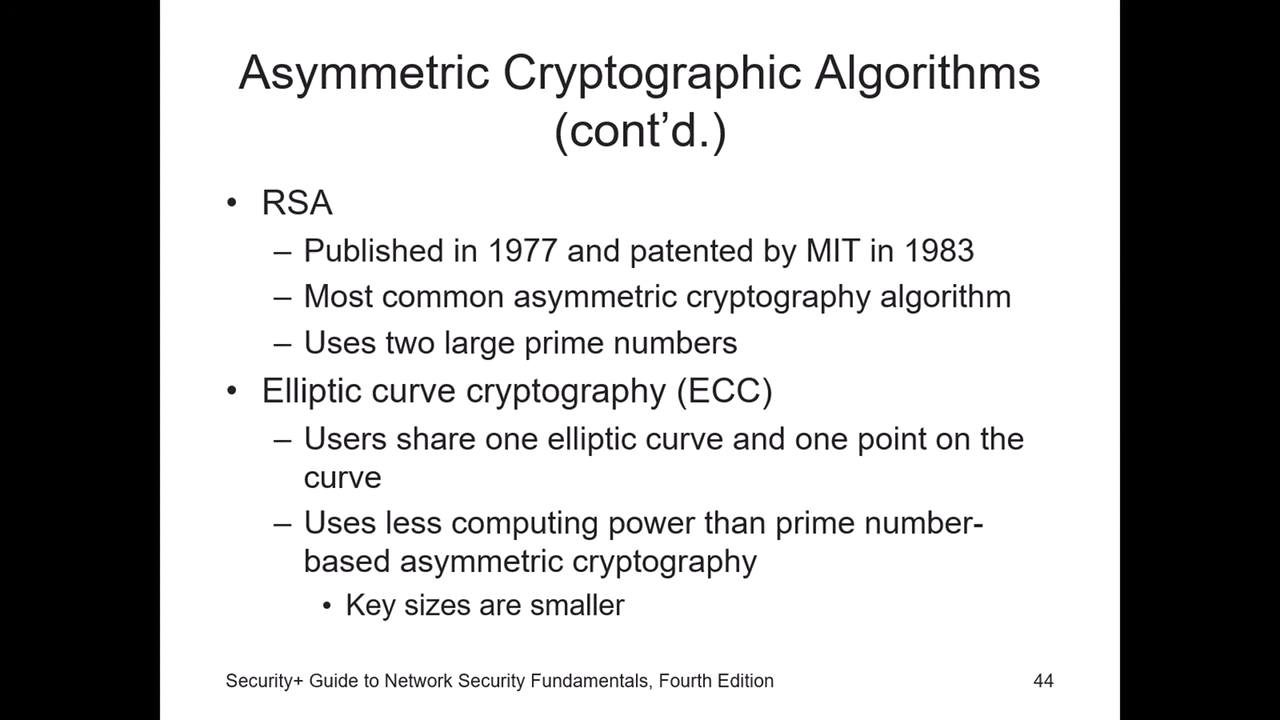 Asymmetric Cryptographic Algorithms
(cont’d.)
• RSA
– Published in 1977 and patented by MIT in 1983
– Most common asymmetric cryptography algorithm
– Uses two large prime numbers
• Elliptic curve cryptography (ECC)
– Users share one elliptic curve and one point on the
curve
– Uses less computing power than prime number-
based asymmetric cryptography
• Key sizes are smaller
Security+ Guide to Network Security Fundamentals, Fourth Edition 44